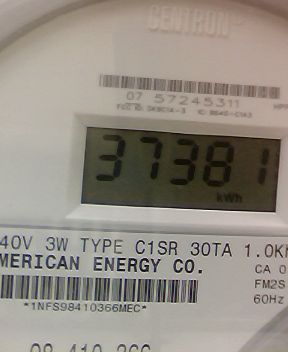 CENTRON
07 57245311
37381
kWh
40V 3W TYPE C1SR 30TA 1.0K
MERICAN ENERGY CO.
CA 0
FM2S
60Hz
*1NFS98410366MEC*